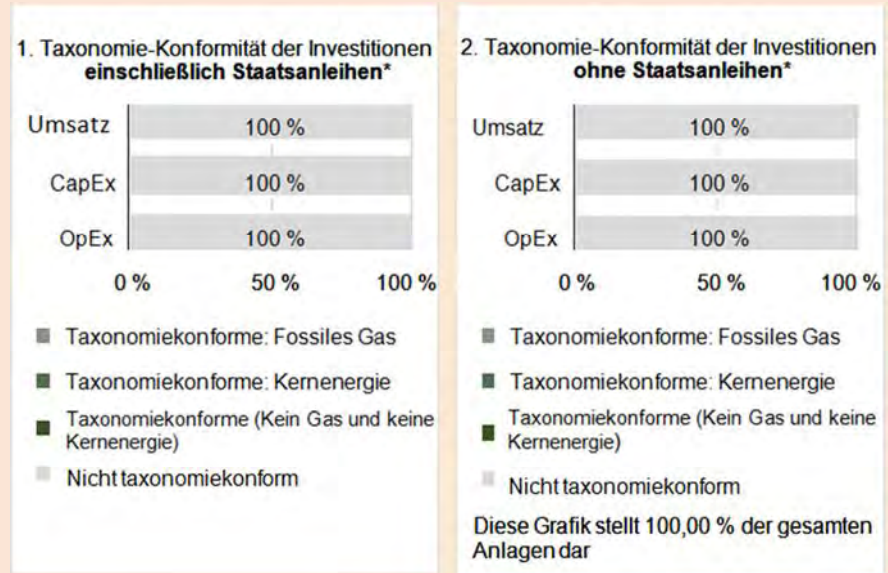 1. Taxonomie-Konformität der Investitionen
einschließlich Staatsanleihen*
Umsatz 100 %
CapEx 100 %
OpEx 100 %
0 % 50 % 100 %
Taxonomiekonforme: Fossiles Gas
Taxonomiekonforme: Kernenergie
Taxonomiekonforme (Kein Gas und keine
Kernenergie)
Nicht taxonomiekonform
2. Taxonomie-Konformität der Investitionen
ohne Staatsanleihen*
Umsatz 100 %
CapEx 100 %
OpEx 100 %
0 % 50 % 100 %
Taxonomiekonforme: Fossiles Gas
Taxonomiekonforme: Kernenergie
Taxonomiekonforme (Kein Gas und keine
Kernenergie)
Nicht taxonomiekonform
Diese Grafik stellt 100,00 % der gesamten
Anlagen dar